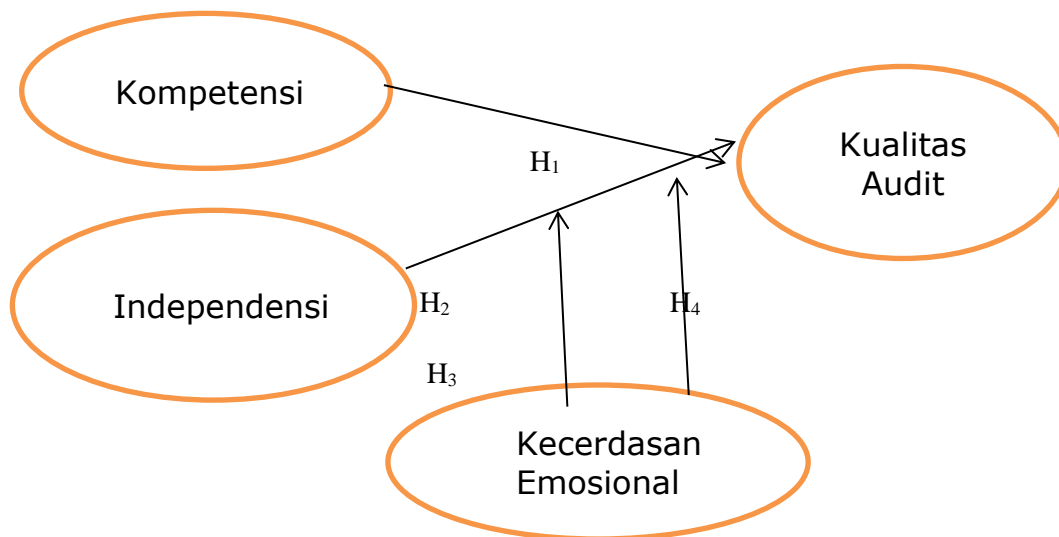 Kompetensi
Kualitas
Audit
H₁
Independensi
H₂
H₄
H₃
Kecerdasan
Emosional